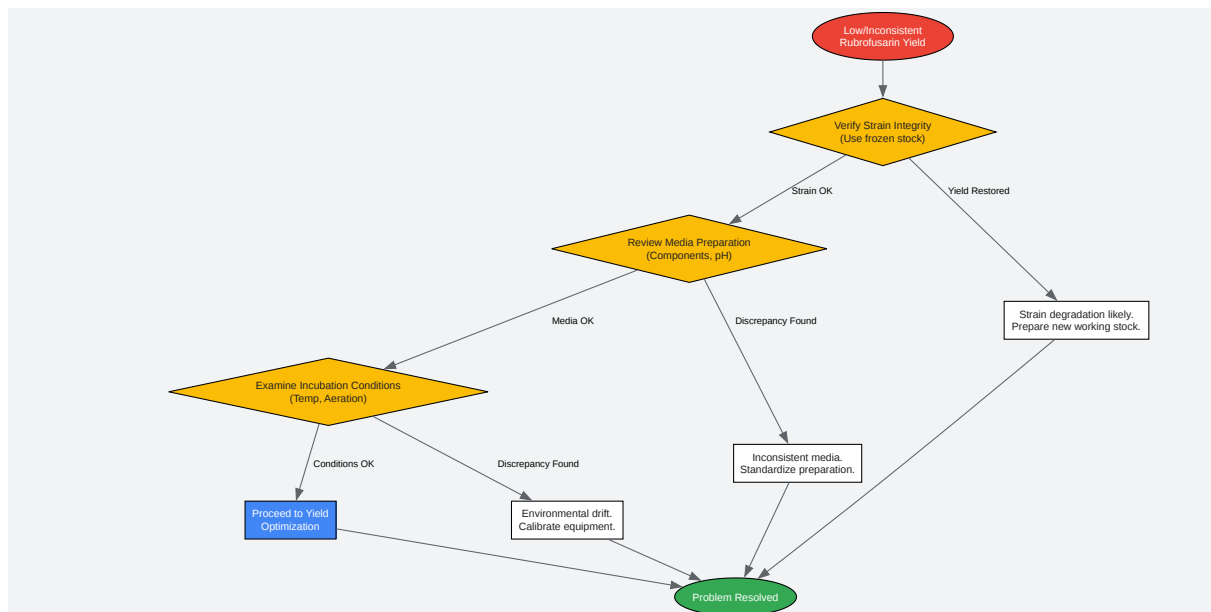 Low/Inconsistent
Rubrofusarin Yield
Verify Strain Integrity
(Use frozen stock)
Strain OK
Yield Restored
Review Media Preparation
(Components, pH)
Media OK
Discrepancy Found
Strain degradation likely.
Prepare new working stock.
Examine Incubation Conditions
(Temp, Aeration)
Conditions OK
Discrepancy Found
Inconsistent media.
Standardize preparation.
Proceed to Yield
Optimization
Environmental drift.
Calibrate equipment.
Problem Resolved